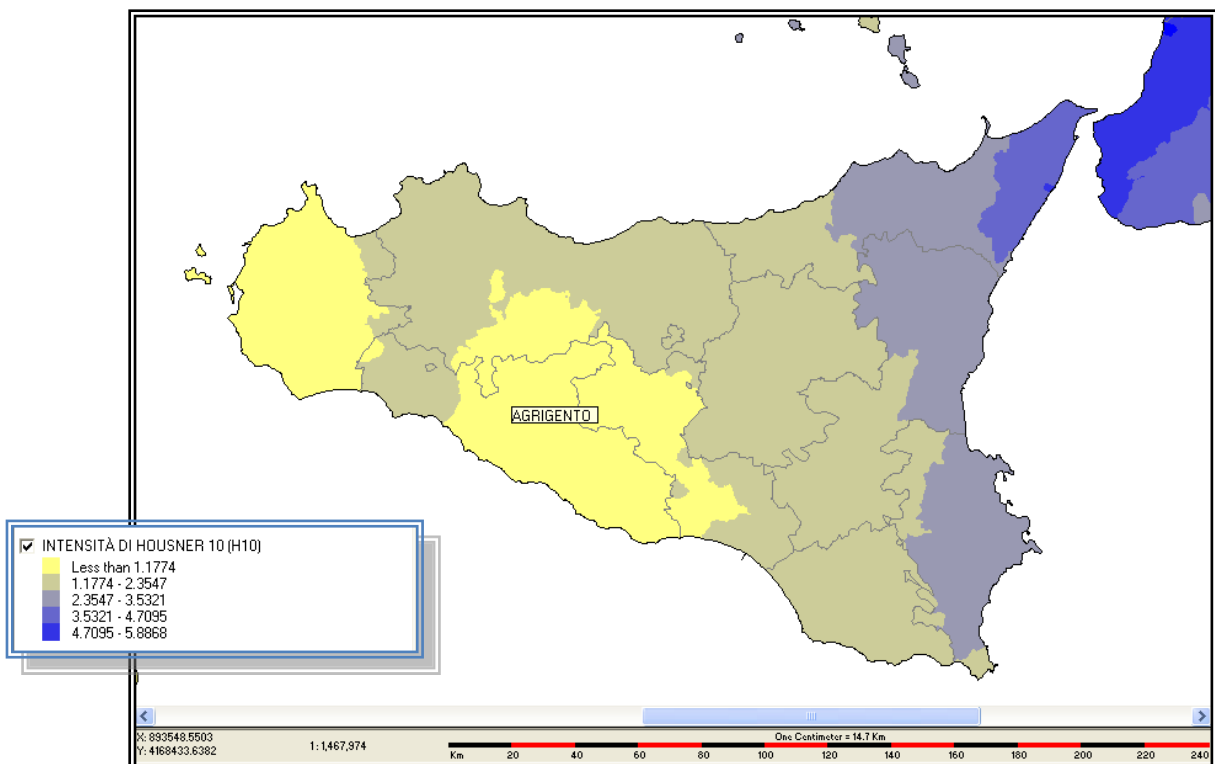 AGRIGENTO
INTENSITÀ DI HOUSNER 10 (H10)
Less than 1.1774
1.1774 - 2.3547
2.3547 - 3.5321
3.5321 - 4.7095
4.7095 - 5.8868
X: 893548.5503
Y: 4168433.6382
1: 1,467,974
One Centimeter = 14.7 Km
Km 20 40 60 80 100 120 140 160 180 200 220 240